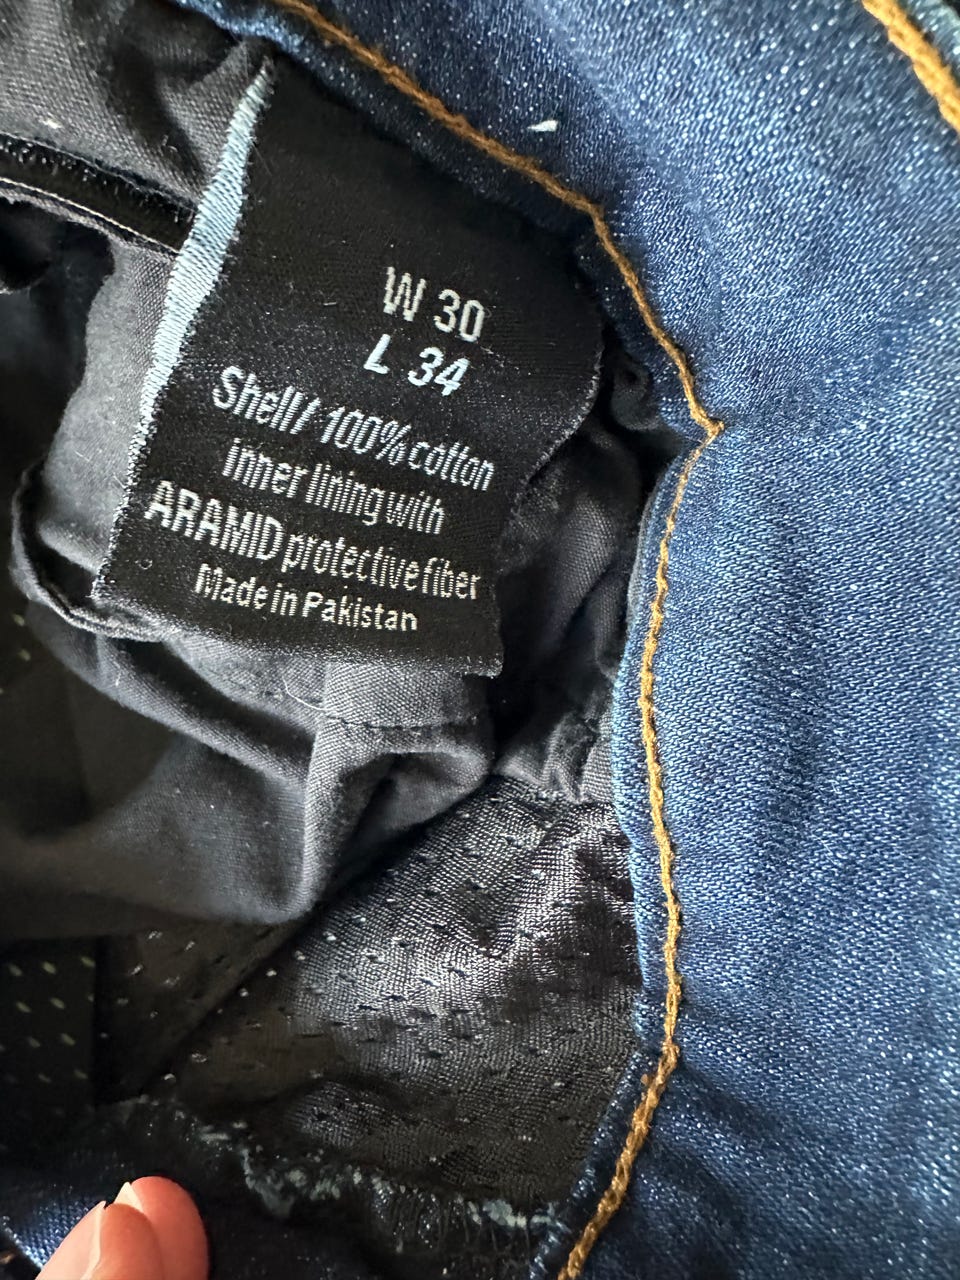 W 30
L 34
Shell/ 100% cotton
inner lining with
ARAMID protective fiber
Made in Pakistan